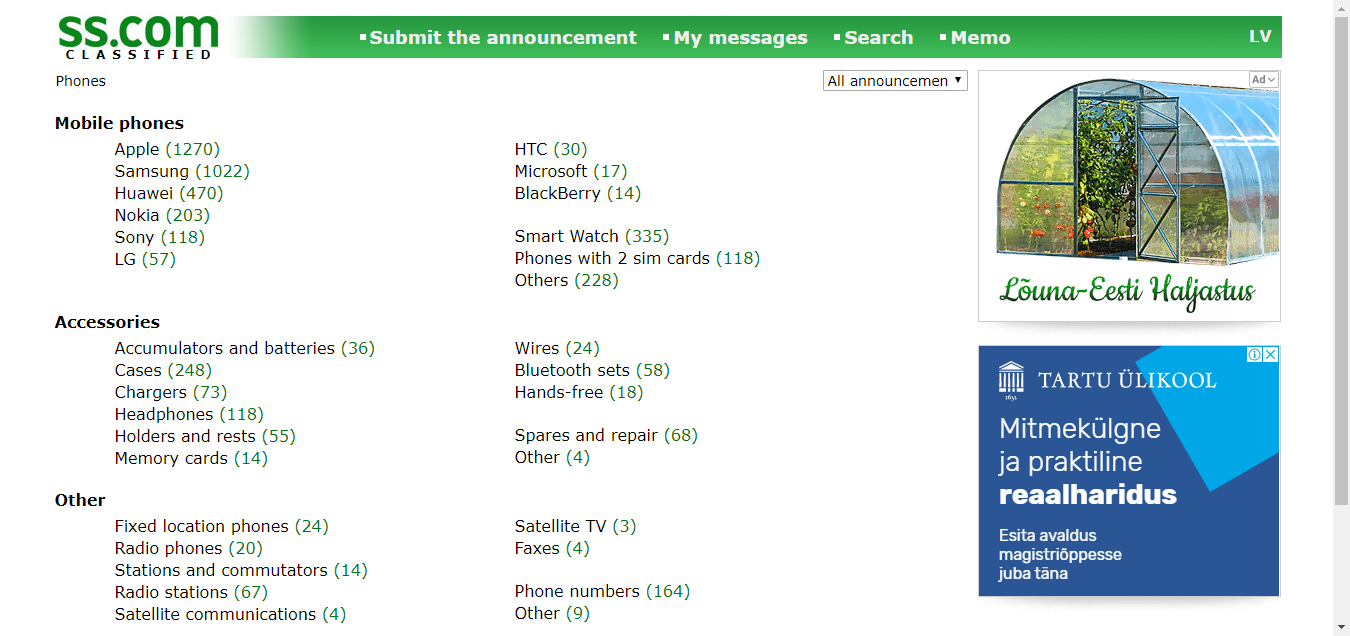 ss.com
CLASSIFIED
Submit the announcement
My messages
Search
Memo
LV
Phones
All announcemen
Mobile phones
Apple (1270)
Samsung (1022)
Huawei (470)
Nokia (203)
Sony (118)
LG (57)
HTC (30)
Microsoft (17)
BlackBerry (14)
Smart Watch (335)
Phones with 2 sim cards (118)
Others (228)
Accessories
Accumulators and batteries (36)
Cases (248)
Chargers (73)
Headphones (118)
Holders and rests (55)
Memory cards (14)
Wires (24)
Bluetooth sets (58)
Hands-free (18)
Spares and repair (68)
Other (4)
Other
Fixed location phones (24)
Radio phones (20)
Stations and commutators (14)
Radio stations (67)
Satellite communications (4)
Satellite TV (3)
Faxes (4)
Phone numbers (164)
Other (9)
Ad
Lõuna-Eesti Haljastus
TARTU ÜLIKOOL
1632
Mitmekülgne
ja praktiline
reaalharidus
Esita avaldus
magistriõppesse
juba täna